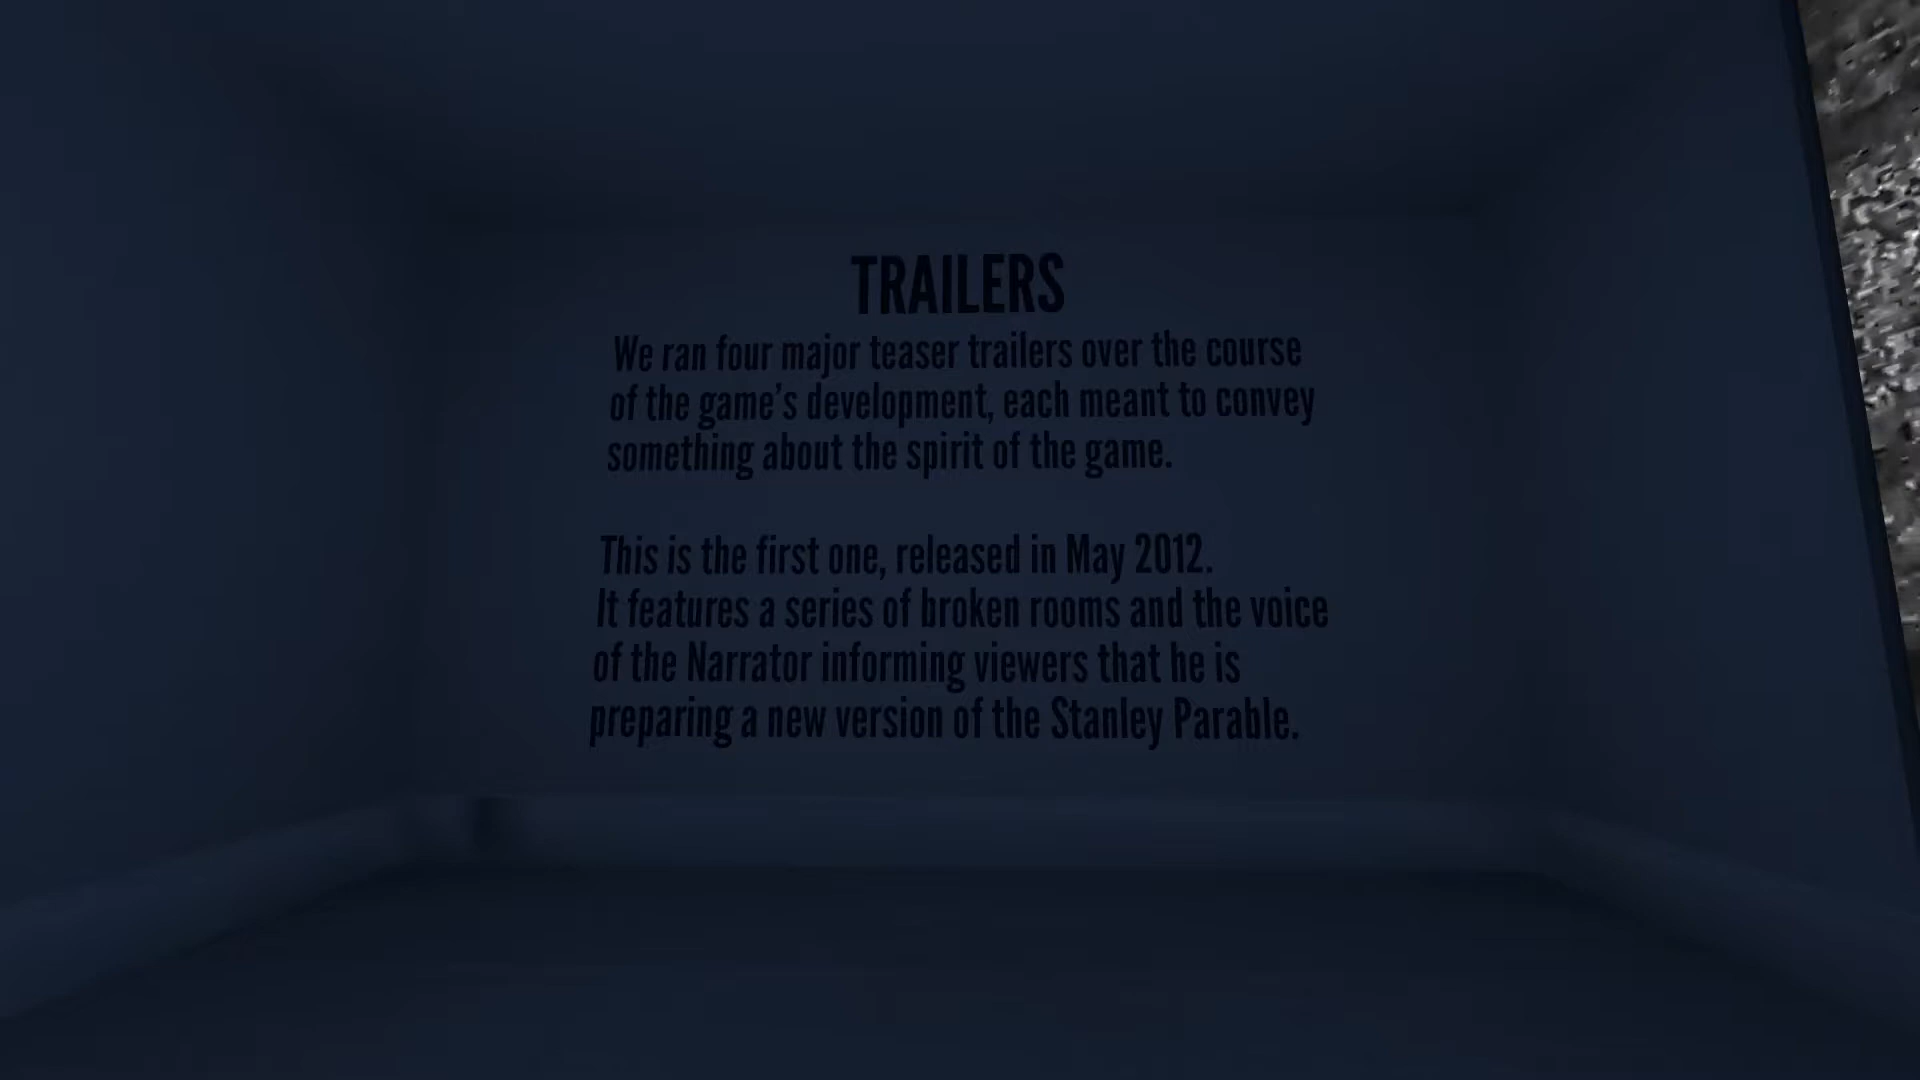 TRAILERS
We ran four major teaser trailers over the course
of the game's development, each meant to convey
something about the spirit of the game.
This is the first one, released in May 2012.
It features a series of broken rooms and the voice
of the Narrator informing viewers that he is
preparing a new version of the Stanley Parable.